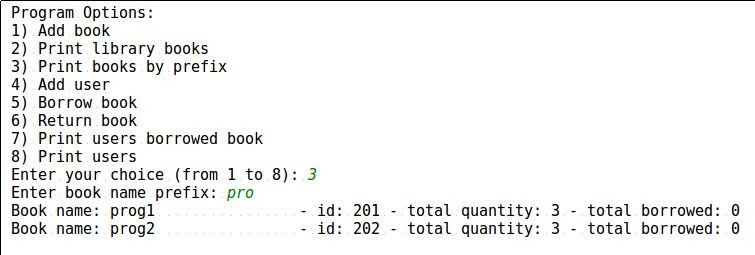 Program Options:
1) Add book
2) Print library books
3) Print books by prefix
4) Add user
5) Borrow book
6) Return book
7) Print users borrowed book
8) Print users
Enter your choice (from 1 to 8): 3
Enter book name prefix: pro
Book name: prog1                - id: 201 - total quantity: 3 - total borrowed: 0
Book name: prog2                - id: 202 - total quantity: 3 - total borrowed: 0